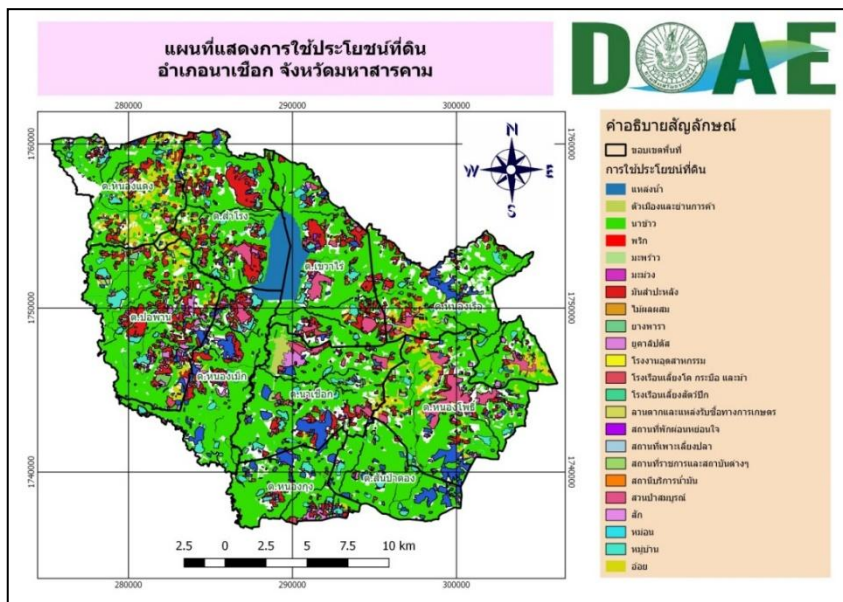 แผนที่แสดงการใช้ประโยชน์ที่ดิน
อำเภอนาเชือก จังหวัดมหาสารคาม
DOAE
280000 290000 300000
1760000 1760000
1750000 1750000
1740000 1740000
N
W E
S
ต.หนองแดง
ต.สำโรง
ต.เขวาไร่
ต.หนองเรือ
ต.ปอพาน
ต.หนองเม็ก
ต.นาเชือก
ต.หนองโพธิ์
ต.สันป่าตอง
ต.หนองกุง
2.5 0 2.5 5 7.5 10 km
280000 290000 300000
คำอธิบายสัญลักษณ์
ขอบเขตพื้นที่
การใช้ประโยชน์ที่ดิน
แหล่งน้ำ
ตัวเมืองและย่านการค้า
นาข้าว
พริก
มะพร้าว
มะม่วง
มันสำปะหลัง
ไม้ผลผสม
ยางพารา
ยูคาลิปตัส
โรงงานอุตสาหกรรม
โรงเรือนเลี้ยงโค กระบือ และม้า
โรงเรือนเลี้ยงสัตว์ปีก
ลานตากและแหล่งรับซื้อทางการเกษตร
สถานที่พักผ่อนหย่อนใจ
สถานที่เพาะเลี้ยงปลา
สถานที่ราชการและสถาบันต่างๆ
สถานีบริการน้ำมัน
สวนป่าสมบูรณ์
สัก
หม่อน
หมู่บ้าน
อ้อย